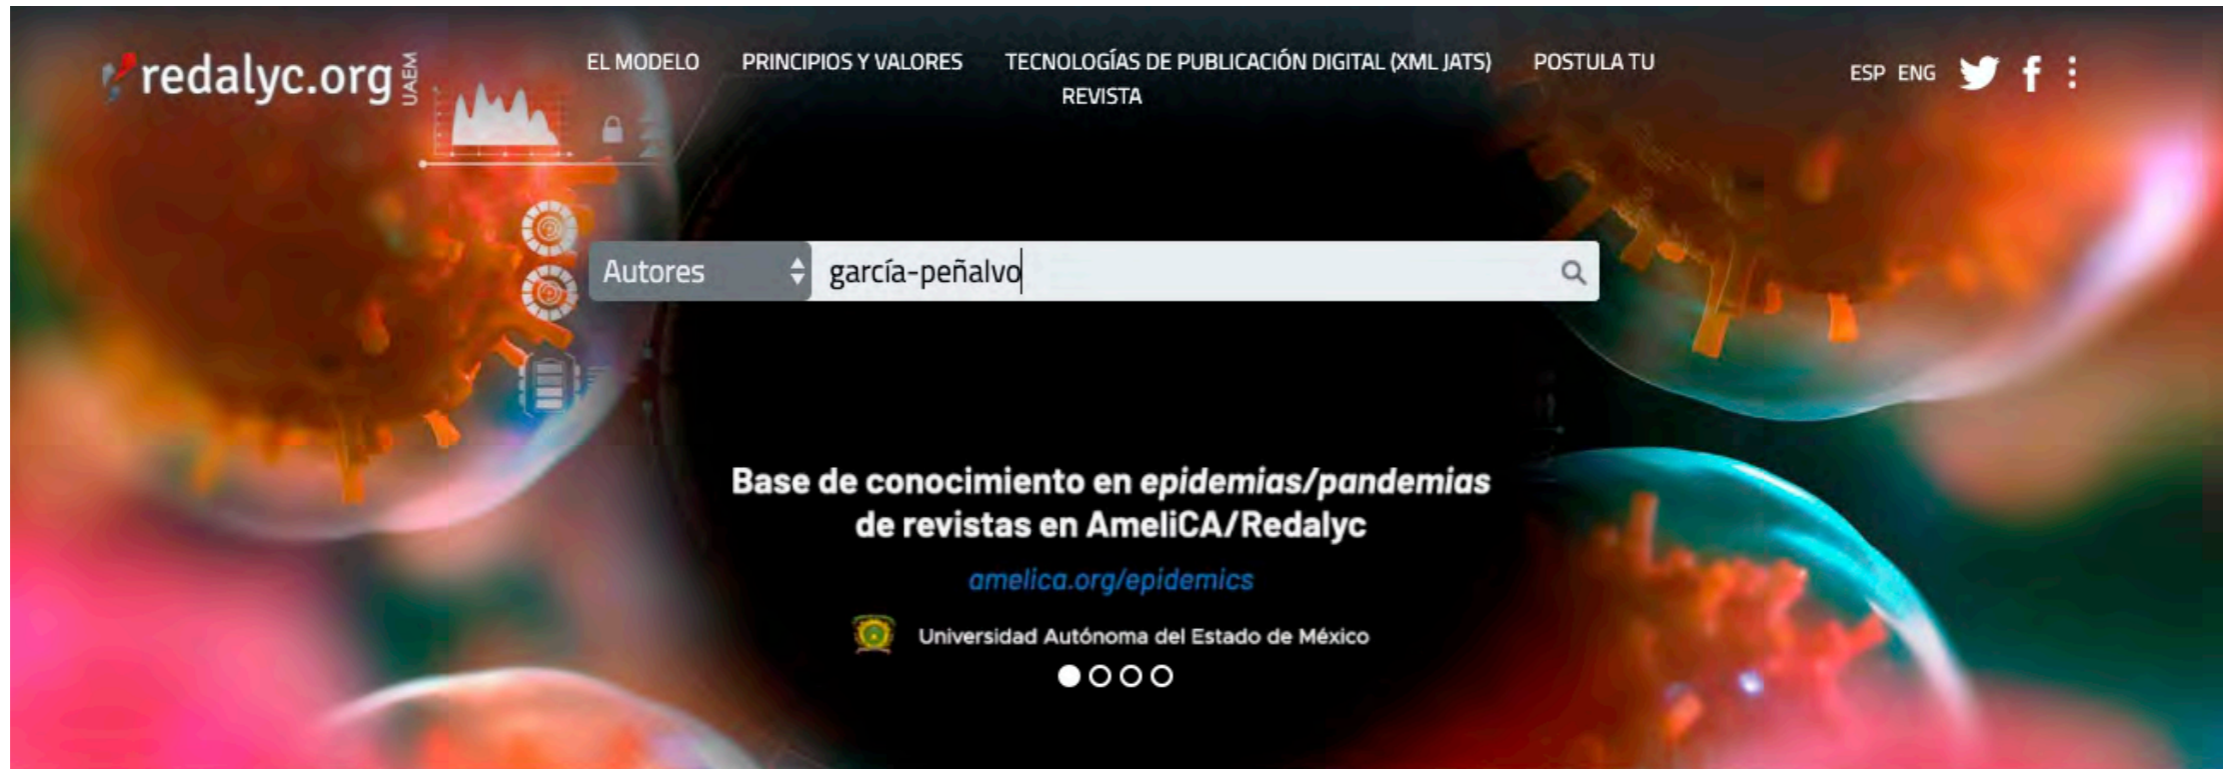 redalyc.org
UAEM
EL MODELO PRINCIPIOS Y VALORES TECNOLOGÍAS DE PUBLICACIÓN DIGITAL (XML JATS) POSTULA TU
REVISTA
ESP ENG
Autores
garcía-peñalvo
Base de conocimiento en epidemias/pandemias
de revistas en AmeliCA/Redalyc
amelica.org/epidemics
Universidad Autónoma del Estado de México